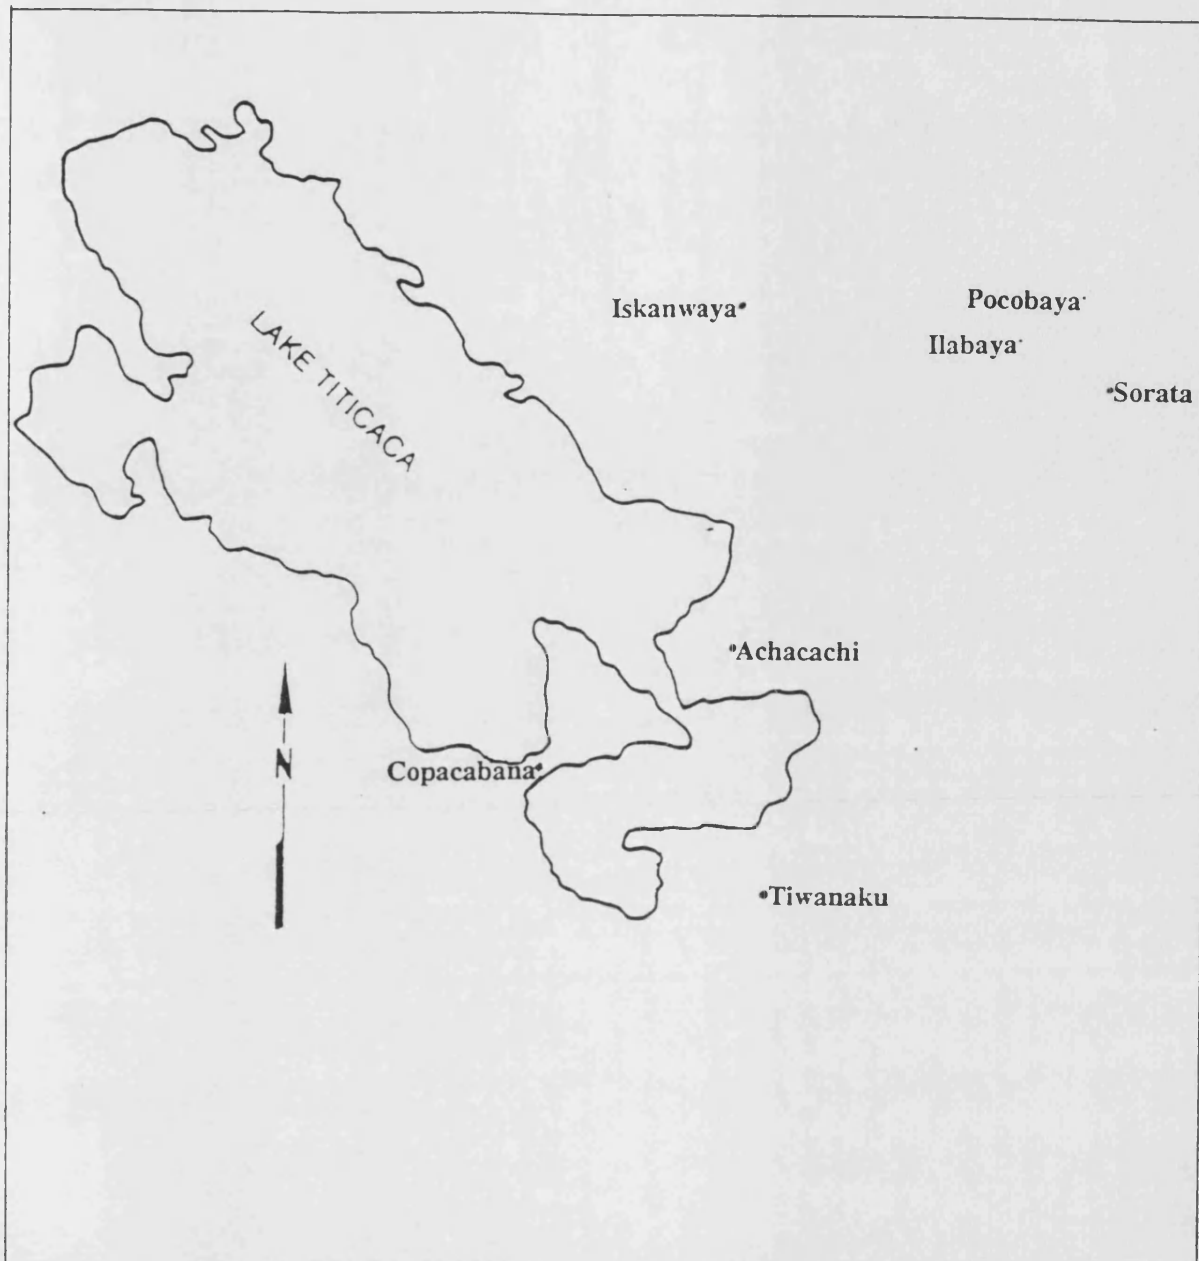 Iskanwaya
Pocobaya
Ilabaya
Sorata
LAKE TITICACA
Achacachi
N
Copacabana
Tiwanaku